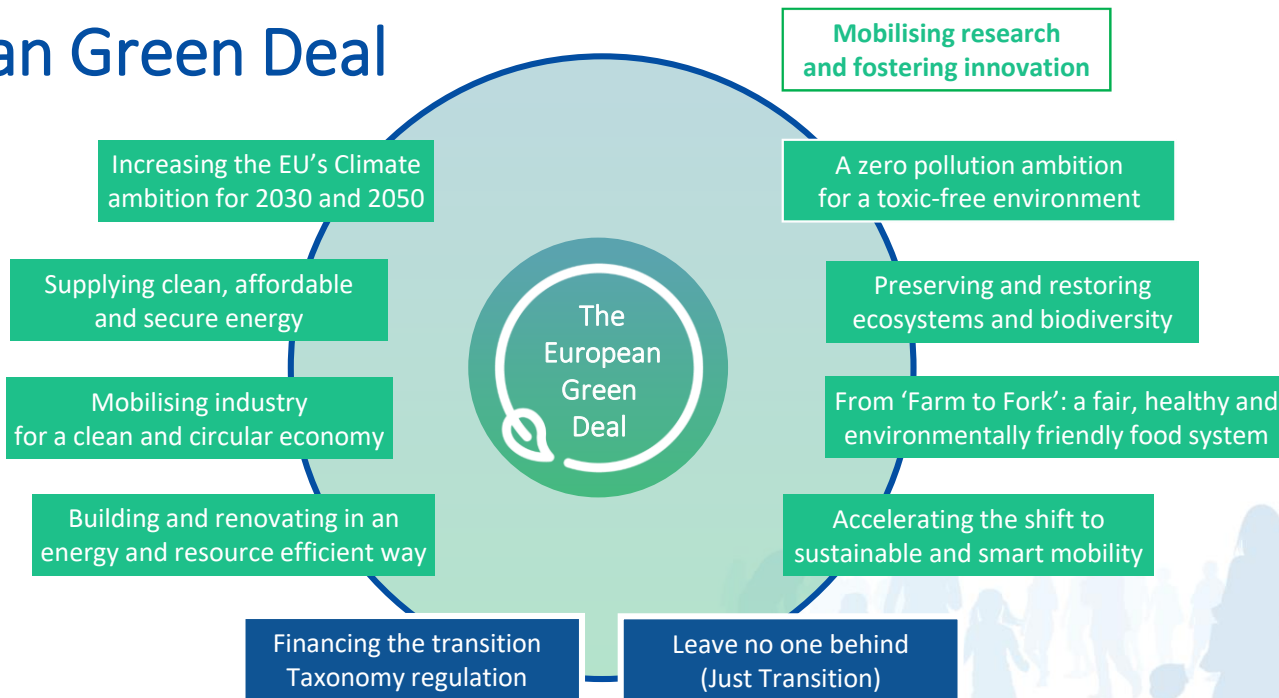 an Green Deal
Mobilising research
and fostering innovation
Increasing the EU's Climate
ambition for 2030 and 2050
A zero pollution ambition
for a toxic-free environment
Supplying clean, affordable
and secure energy
Preserving and restoring
ecosystems and biodiversity
The
European
Green
Deal
Mobilising industry
for a clean and circular economy
From ‘Farm to Fork’: a fair, healthy and
environmentally friendly food system
Building and renovating in an
energy and resource efficient way
Accelerating the shift to
sustainable and smart mobility
Financing the transition
Taxonomy regulation
Leave no one behind
(Just Transition)